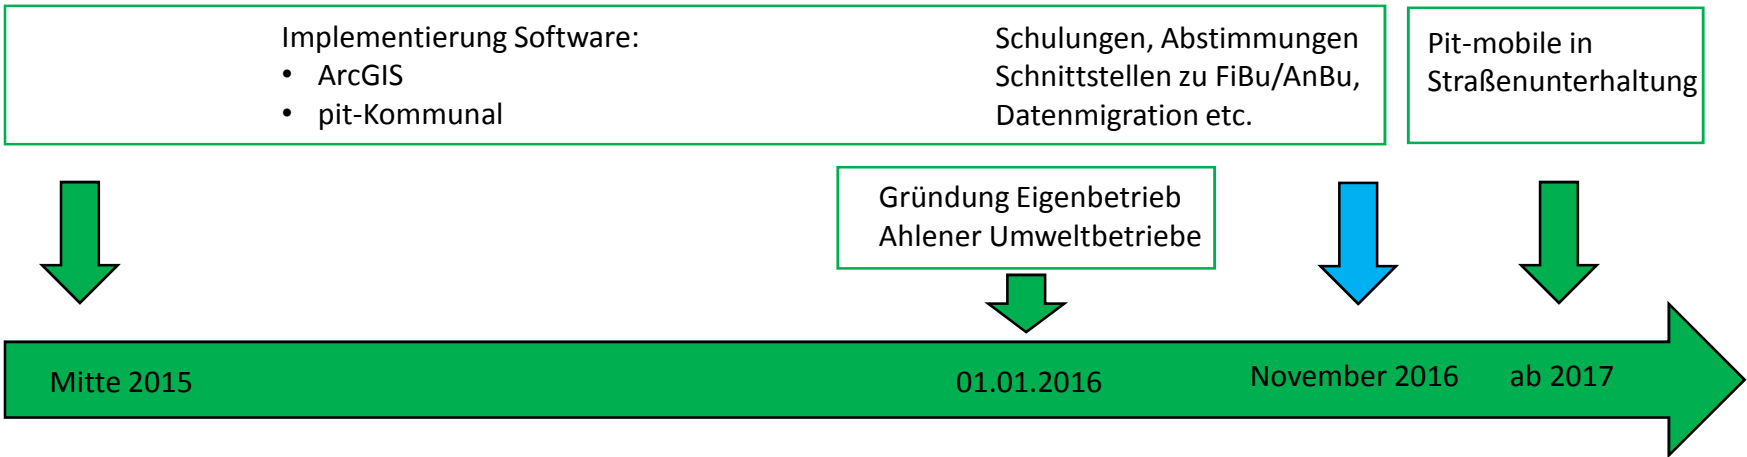 Implementierung Software:
• ArcGIS
• pit-Kommunal
Schulungen, Abstimmungen
Schnittstellen zu FiBu/AnBu,
Datenmigration etc.
Pit-mobile in
Straßenunterhaltung
Gründung Eigenbetrieb
Ahlener Umweltbetriebe
Mitte 2015
01.01.2016
November 2016
ab 2017